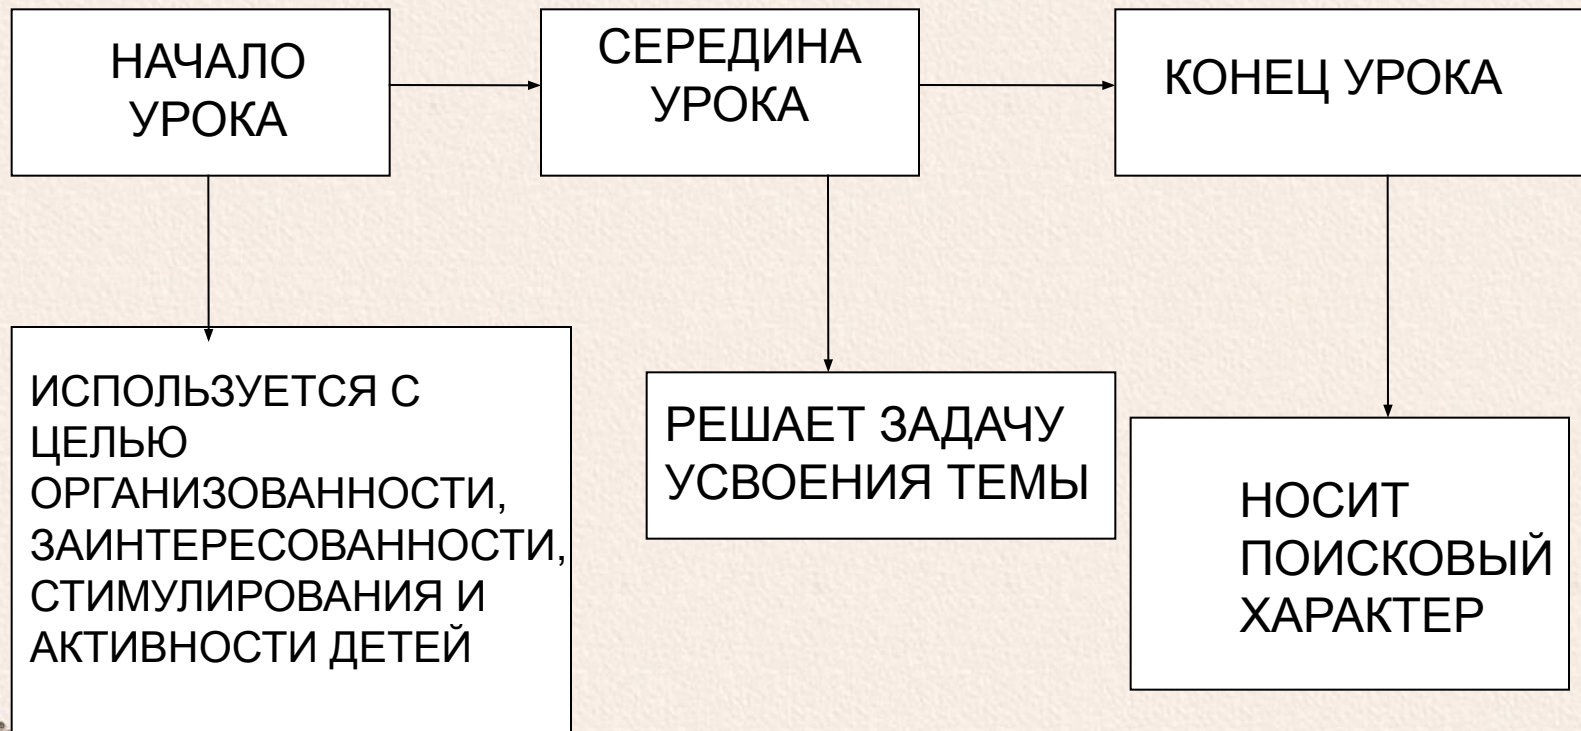 НАЧАЛО
УРОКА
СЕРЕДИНА
УРОКА
КОНЕЦ УРОКА
ИСПОЛЬЗУЕТСЯ С
ЦЕЛЬЮ
ОРГАНИЗОВАННОСТИ,
ЗАИНТЕРЕСОВАННОСТИ,
СТИМУЛИРОВАНИЯ И
АКТИВНОСТИ ДЕТЕЙ
РЕШАЕТ ЗАДАЧУ
УСВОЕНИЯ ТЕМЫ
НОСИТ
ПОИСКОВЫЙ
ХАРАКТЕР